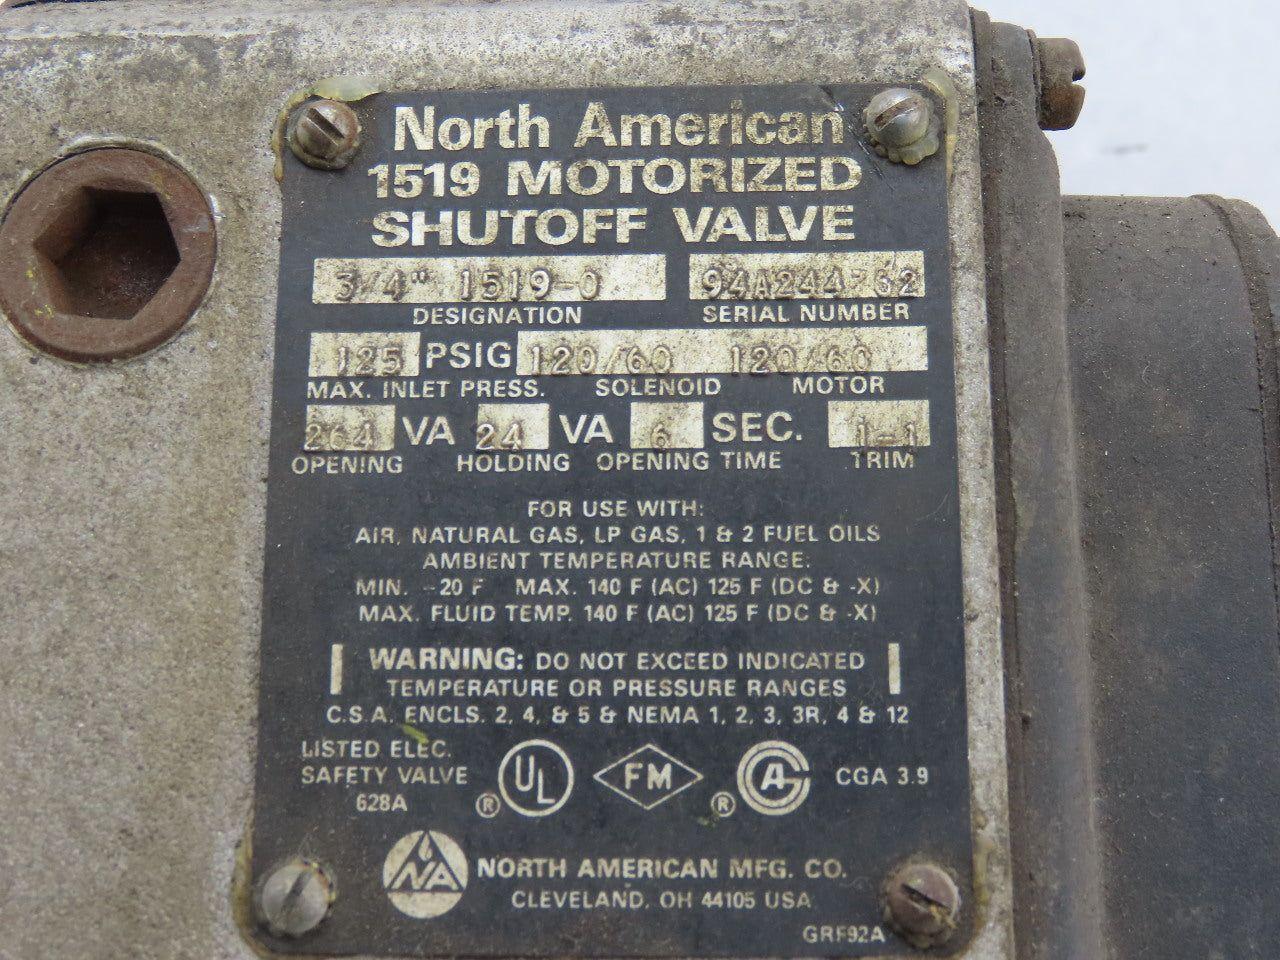 North American
1519 MOTORIZED
SHUTOFF VALVE
3/4" 1519-0
DESIGNATION
SERIAL NUMBER
125 PSIG 120/60 120/60
MAX. INLET PRESS. SOLENOID MOTOR
264 VA 24 VA 6 SEC. 1-1
OPENING HOLDING OPENING TIME TRIM
FOR USE WITH:
AIR, NATURAL GAS, LP GAS, 1 & 2 FUEL OILS
AMBIENT TEMPERATURE RANGE:
MIN. -20 F MAX. 140 F (AC) 125 F (DC & -X)
MAX. FLUID TEMP. 140 F (AC) 125 F (DC & -X)
WARNING: DO NOT EXCEED INDICATED
TEMPERATURE OR PRESSURE RANGES
C.S.A. ENCLS. 2, 4, & 5 & NEMA 1, 2, 3, 3R, 4 & 12
LISTED ELEC.
SAFETY VALVE
628A
UL ®
FM ®
CGA 3.9
NA
NORTH AMERICAN MFG. CO.
CLEVELAND, OH 44105 USA
GRF92A